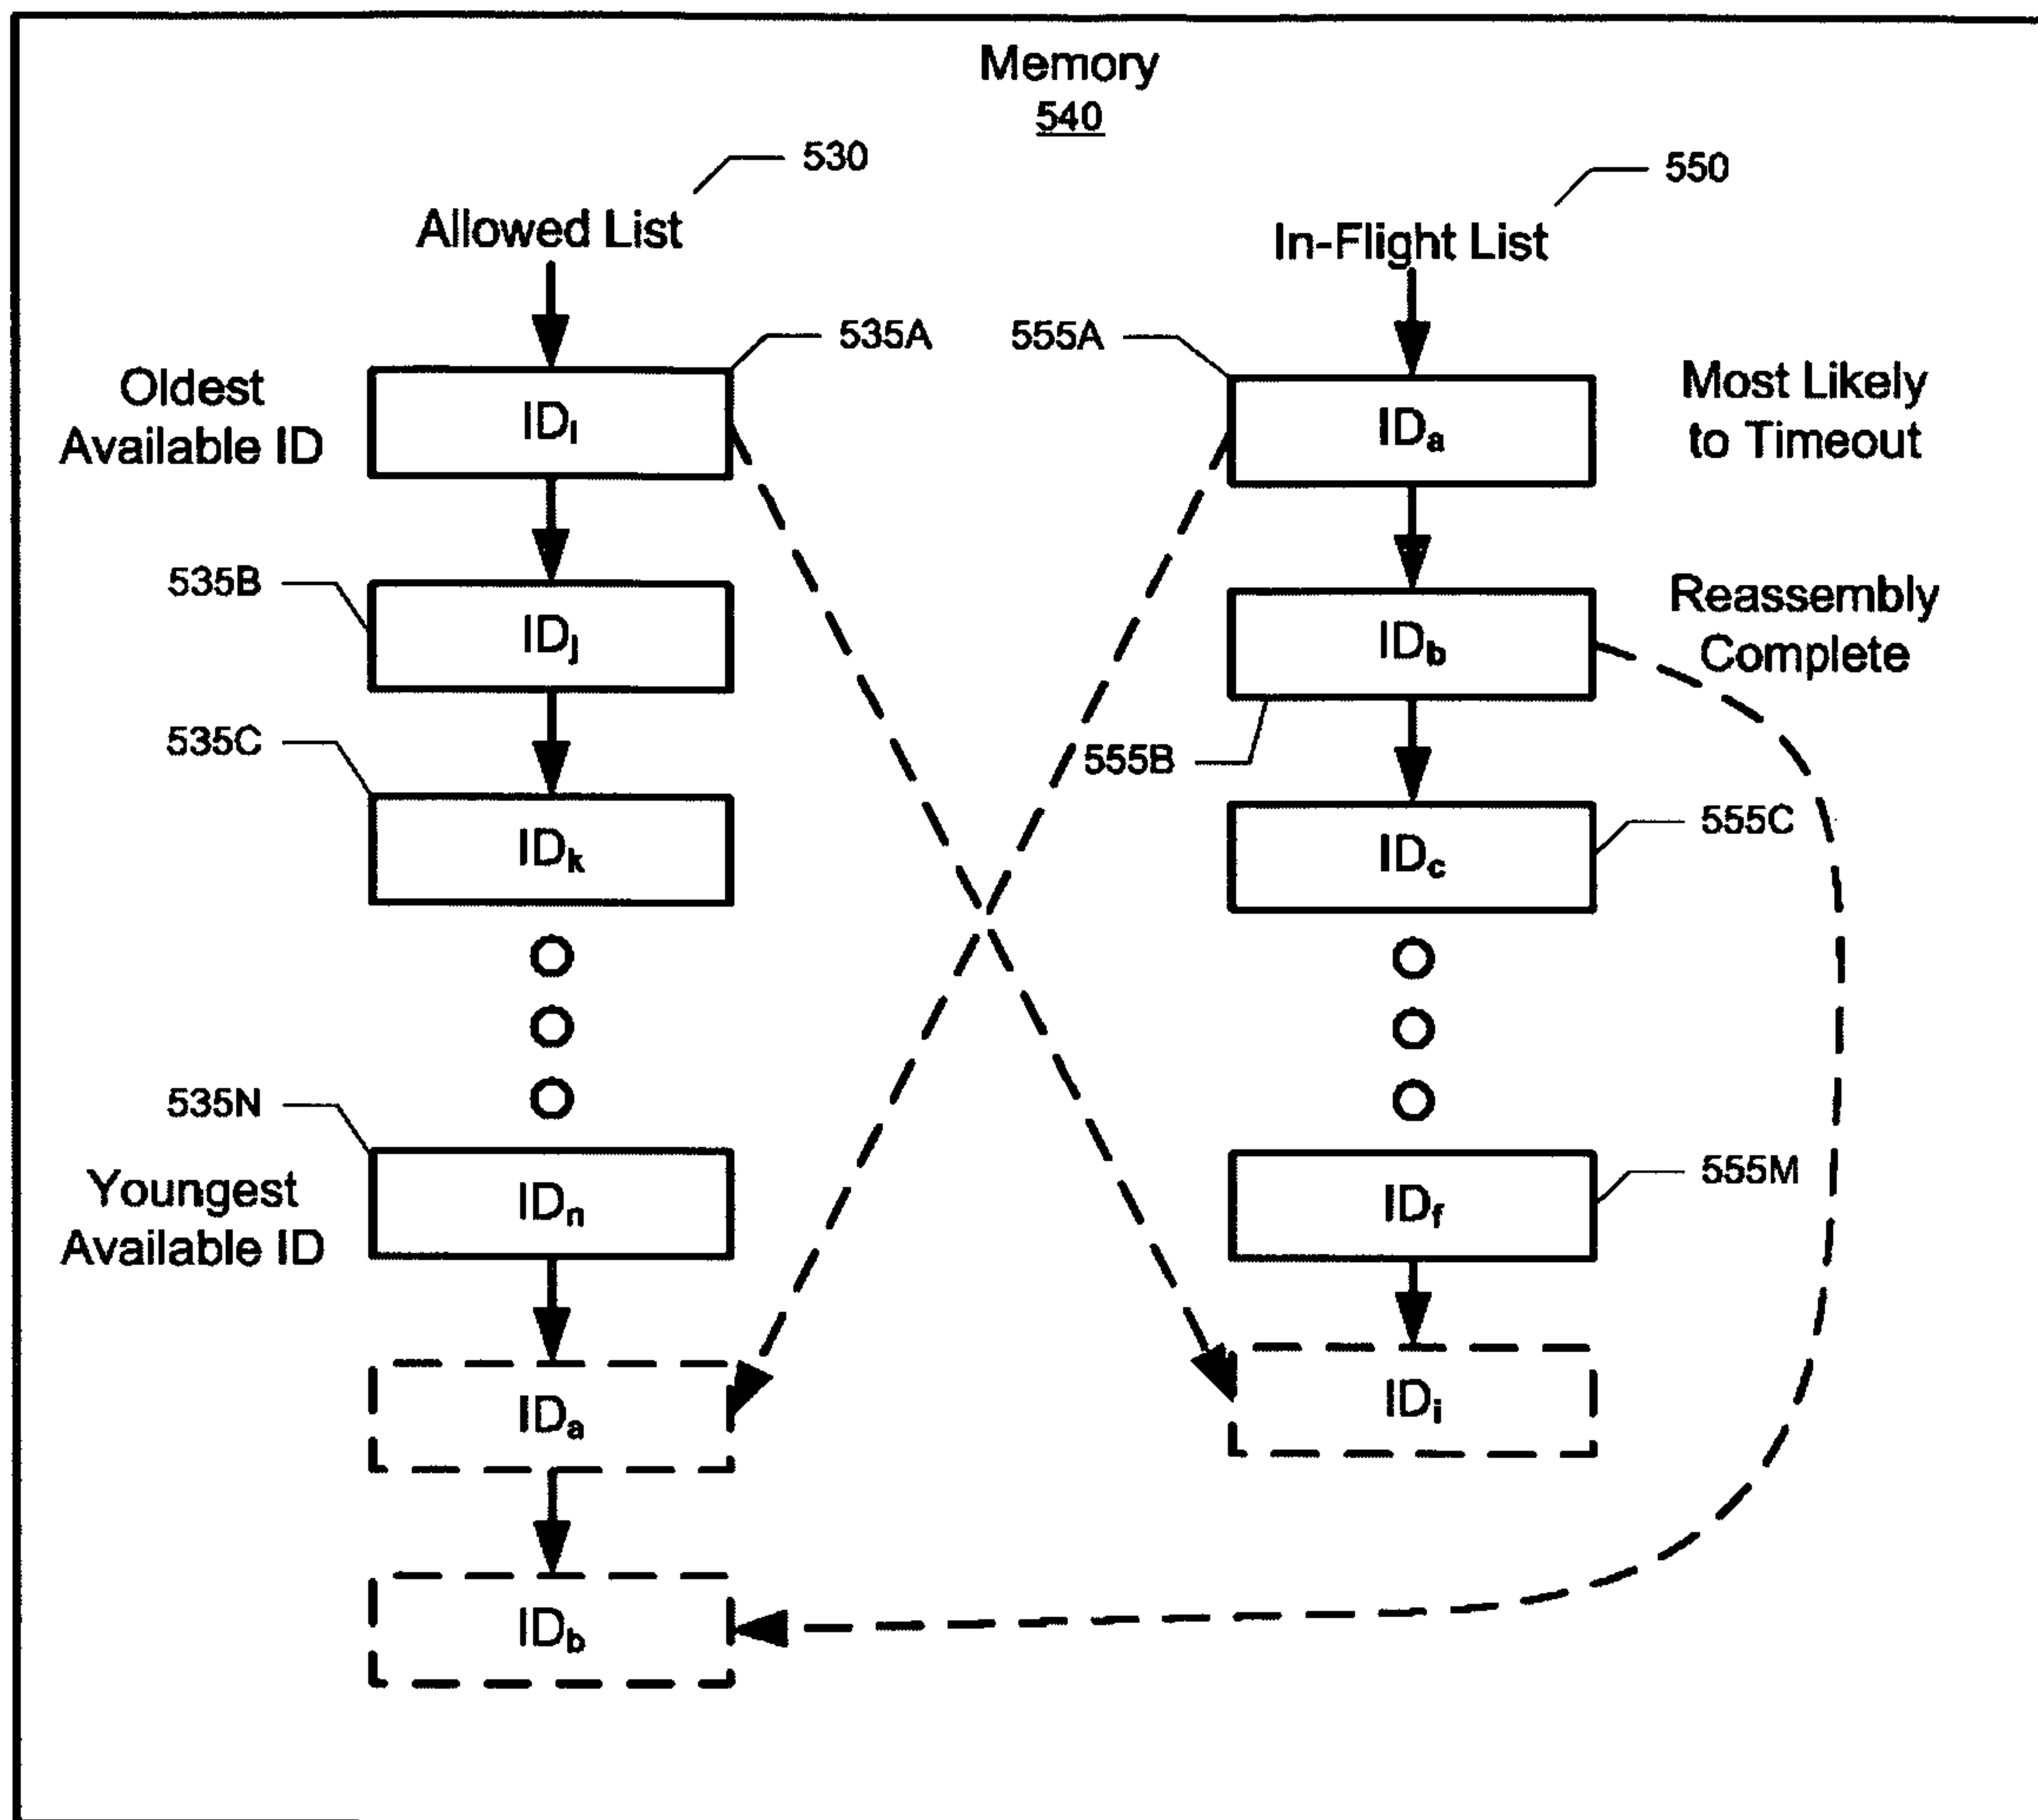 Memory
540
530
550
Allowed List
In-Flight List
535A
555A
Oldest
Available ID
IDi
IDa
Most Likely
to Timeout
535B
IDj
IDb
Reassembly
Complete
535C
555B
IDk
IDc
555C
535N
Youngest
Available ID
IDn
IDf
555M
IDa
IDi
IDb